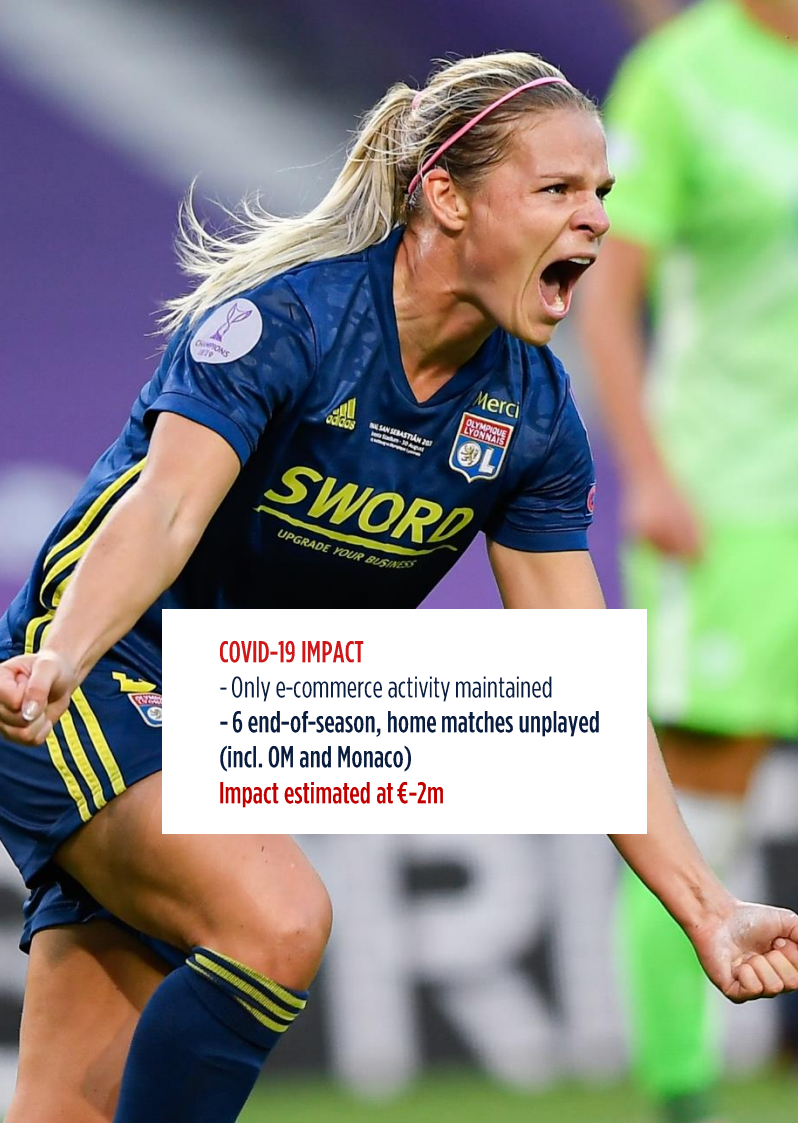 CHAMPIONS
adidas
Merci
OLYMPIQUE
LYONNAIS
OL
SWORD
UPGRADE YOUR BUSINESS
COVID-19 IMPACT
- Only e-commerce activity maintained
- 6 end-of-season, home matches unplayed
(incl. OM and Monaco)
Impact estimated at €-2m